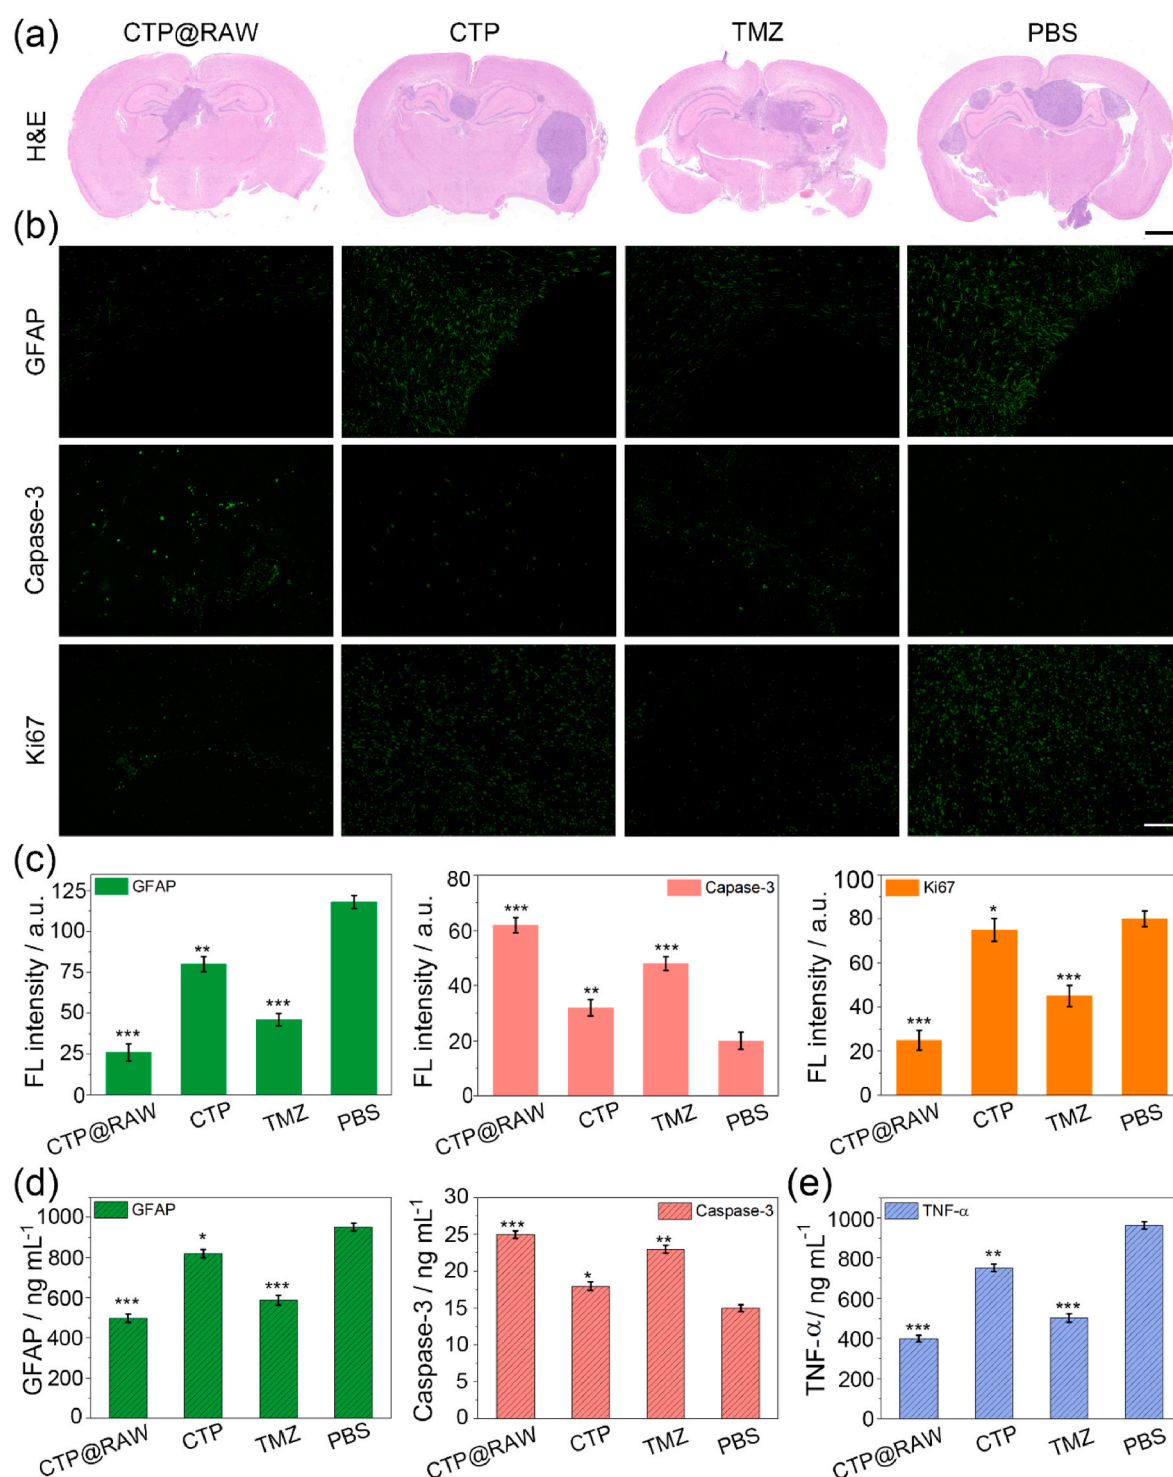 (a)
CTP@RAW CTP TMZ PBS
H&E
(b)
GFAP
Capase-3
Ki67
(c)
FL intensity / a.u.
125
100
75
50
25
0
GFAP
***
**
***
CTP@RAW CTP TMZ PBS
FL intensity / a.u.
80
60
40
20
0
Capase-3
***
**
***
CTP@RAW CTP TMZ PBS
FL intensity / a.u.
100
80
60
40
20
0
Ki67
***
*
***
CTP@RAW CTP TMZ PBS
(d)
GFAP / ng mL⁻¹
1000
800
600
400
200
0
GFAP
***
*
***
CTP@RAW CTP TMZ PBS
Caspase-3 / ng mL⁻¹
30
25
20
15
10
5
0
Caspase-3
***
*
**
CTP@RAW CTP TMZ PBS
(e)
TNF-α/ ng mL⁻¹
1000
800
600
400
200
0
TNF-α
***
**
***
CTP@RAW CTP TMZ PBS